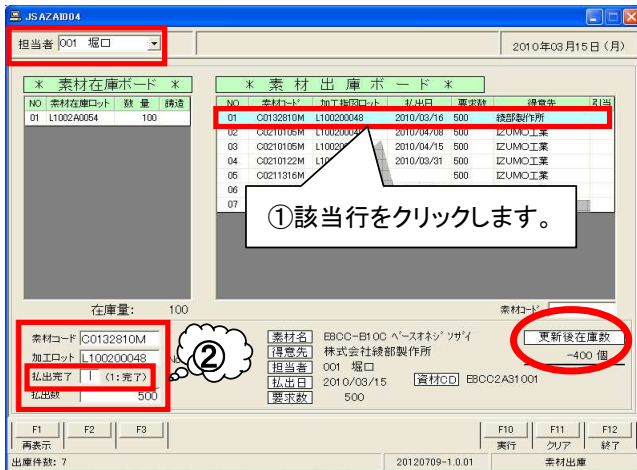 JSAZAI004
担当者 001 堀口
2010年03月15日（月）
＊ 素材在庫ボード ＊
＊ 素 材 出 庫 ボ ー ド ＊
NO 素材在庫ロット 数 量 鋳造
01 L1002A0054 100
NO 素材コード 加工指図ロット 払出日 要求数 得意先 引当
01 C0132810M L100200048 2010/03/16 500 綾部製作所
02 C0210105M 2010/04/08 500 IZUMO工業
03 C0210105M 2010/04/15 500 IZUMO工業
04 C0210122M 2010/03/31 500 IZUMO工業
05 C0211316M 500 IZUMO工業
06
07
①該当行をクリックします。
在庫量: 100
素材コード
素材コード C0132810M
加工ロット L100200048
払出完了 1 (1:完了)
払出数 500
②
素材名 EBCC-B10C ベースオネジ ソザイ
得意先 株式会社綾部製作所
担当者 001 堀口
払出日 2010/03/15 資材CD EBCC2A31001
要求数 500
更新後在庫数
-400 個
F1 F2 F3 F10 F11 F12
再表示 実行 クリア 終了
出庫件数: 7 20120709-1.0.01 素材出庫